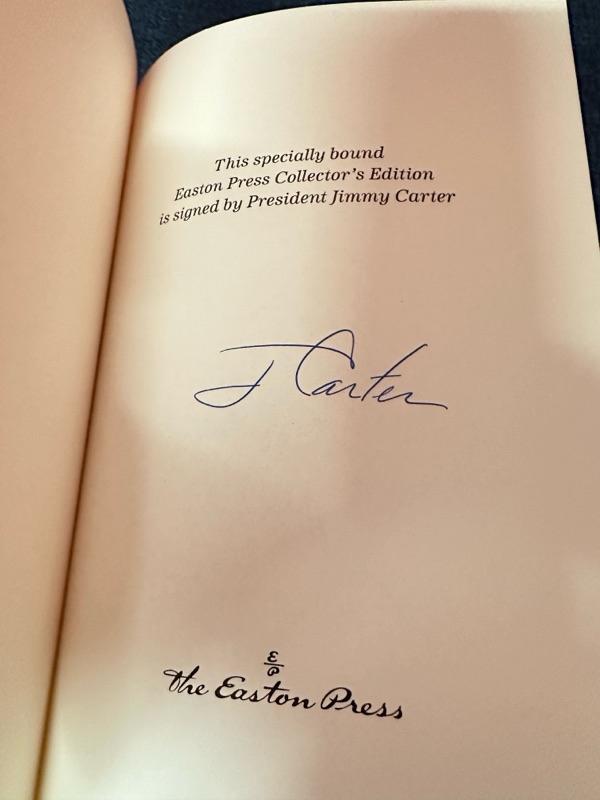 This specially bound
Easton Press Collector's Edition
is signed by President Jimmy Carter
J Carter
E
P
The Easton Press